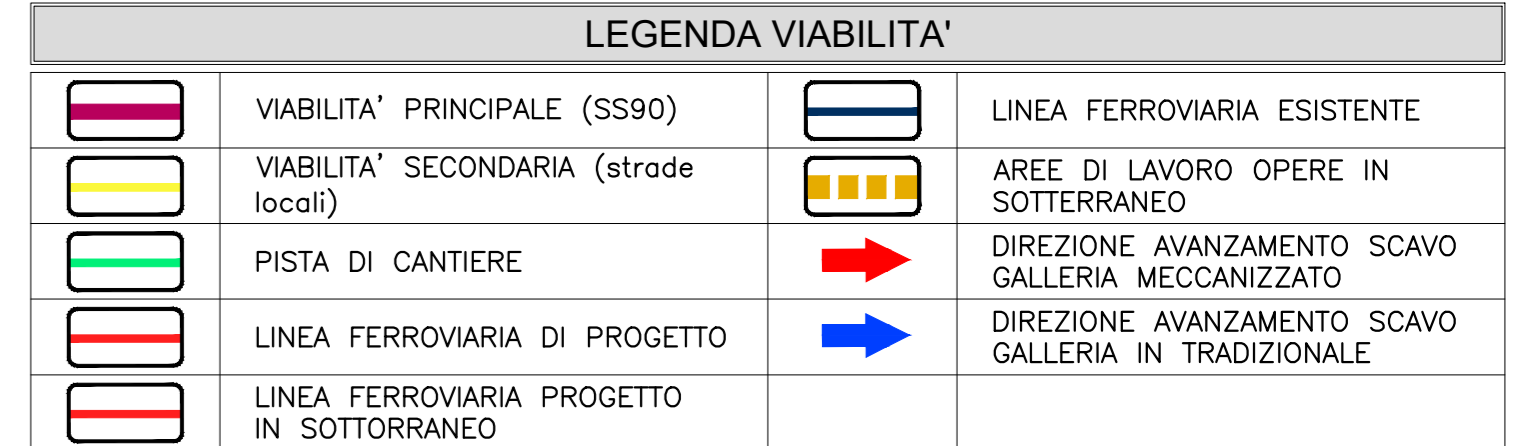 LEGENDA VIABILITA'
VIABILITA' PRINCIPALE (SS90)
LINEA FERROVIARIA ESISTENTE
VIABILITA' SECONDARIA (strade
locali)
AREE DI LAVORO OPERE IN
SOTTERRANEO
PISTA DI CANTIERE
DIREZIONE AVANZAMENTO SCAVO
GALLERIA MECCANIZZATO
LINEA FERROVIARIA DI PROGETTO
DIREZIONE AVANZAMENTO SCAVO
GALLERIA IN TRADIZIONALE
LINEA FERROVIARIA PROGETTO
IN SOTTORRANEO